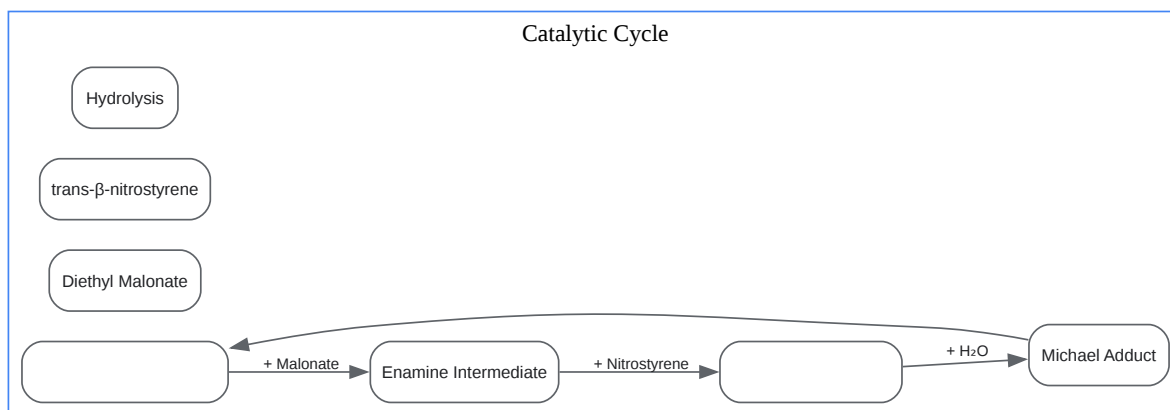 Catalytic Cycle
Hydrolysis
trans-β-nitrostyrene
Diethyl Malonate
+ Malonate
Enamine Intermediate
+ Nitrostyrene
+ H₂O
Michael Adduct